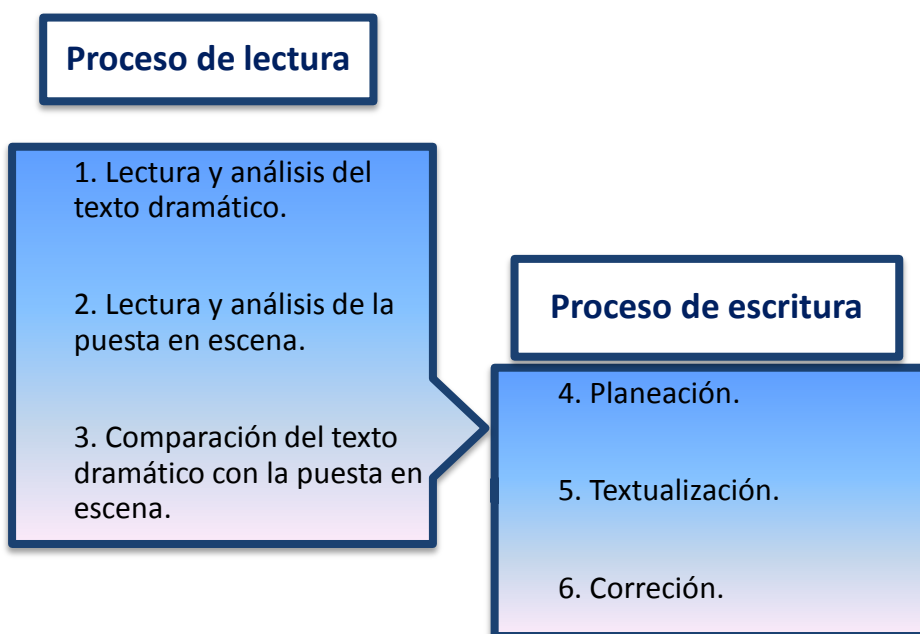 Proceso de lectura
1. Lectura y análisis del
texto dramático.
2. Lectura y análisis de la
puesta en escena.
3. Comparación del texto
dramático con la puesta en
escena.
Proceso de escritura
4. Planeación.
5. Textualización.
6. Correción.